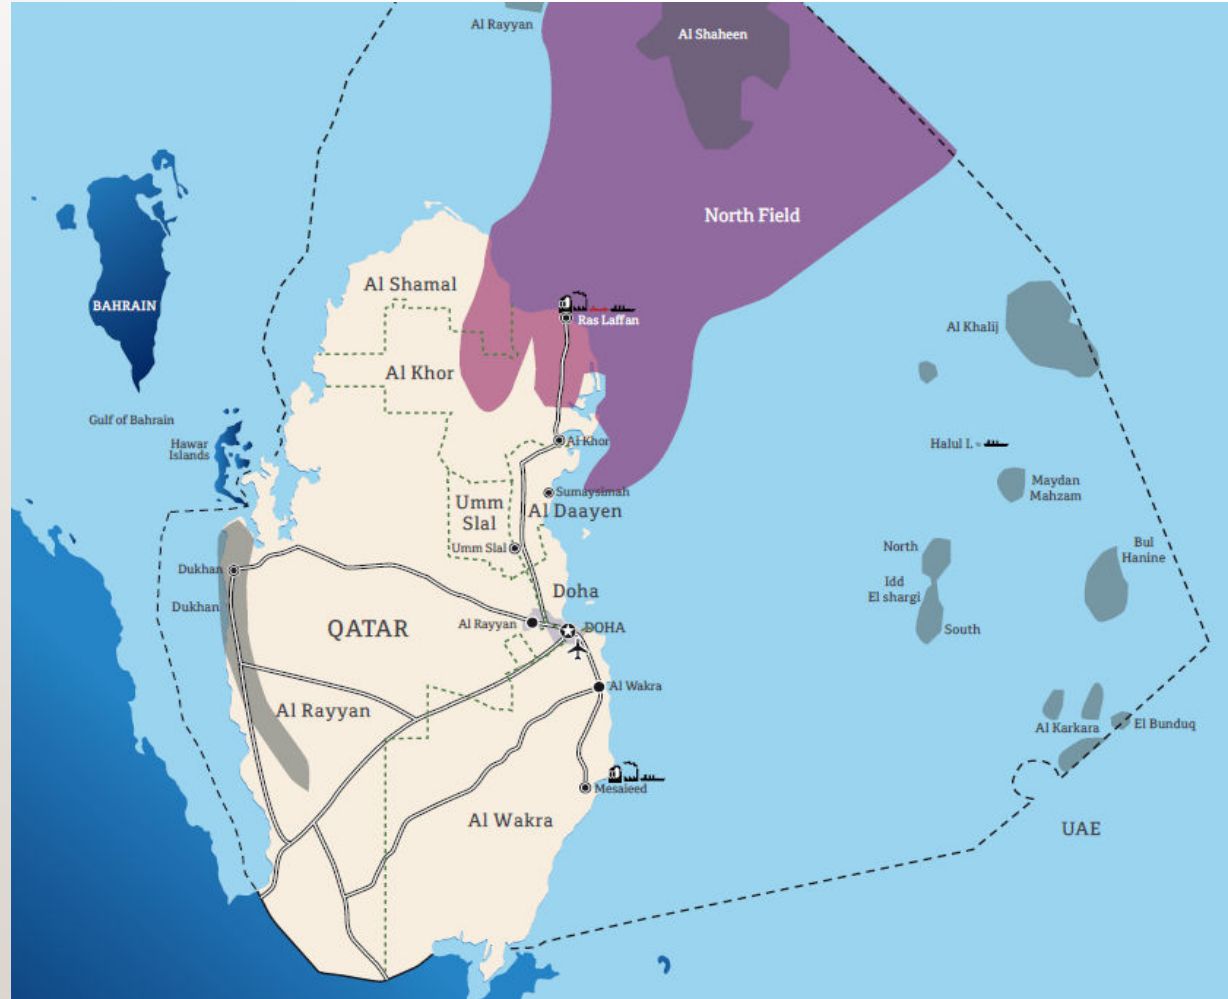 Al Rayyan
Al Shaheen
North Field
Al Shamal
BAHRAIN
Ras Laffan
Al Khalij
Al Khor
Gulf of Bahrain
Hawar
Islands
Al Khor
Halul I.
Maydan
Mahzam
Sumaysimah
Umm
Slal
Al Daayen
Umm Slal
North
Bul
Hanine
Dukhan
Idd
El shargi
Doha
Dukhan
QATAR
Al Rayyan
DOHA
South
Al Wakra
Al Rayyan
Al Karkara
El Bunduq
Mesaieed
Al Wakra
UAE